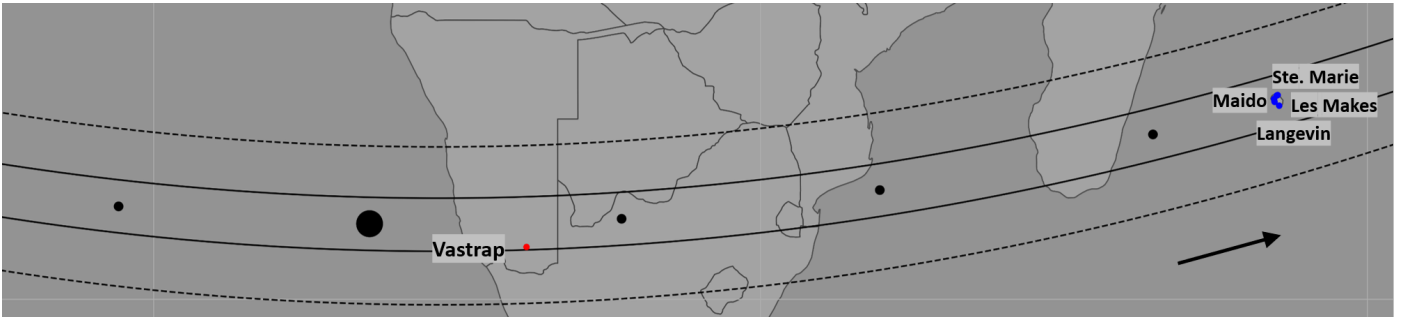 Ste. Marie
Maido
Les Makes
Langevin
Vastrap